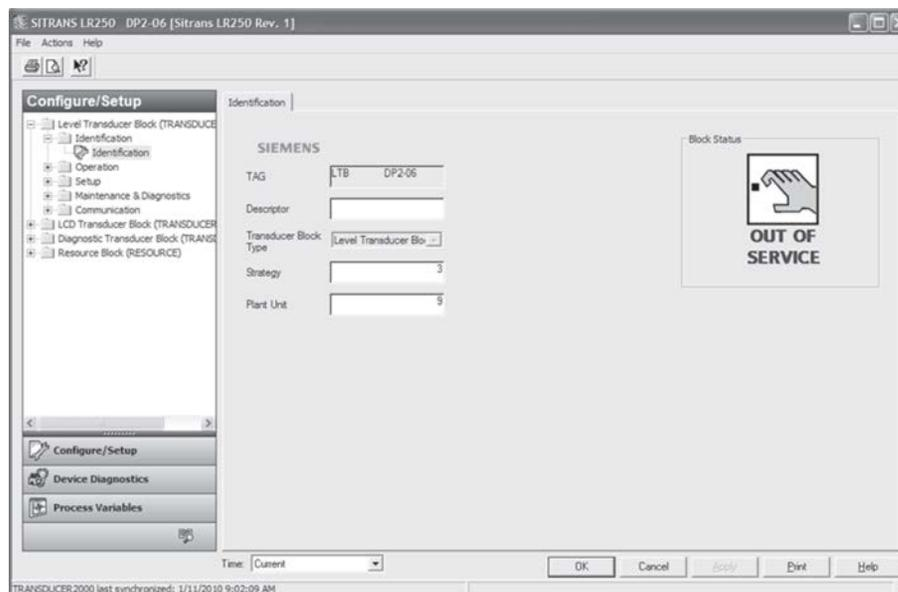 SITRANS LR250 DP2-06 [Sitrans LR250 Rev. 1]
File Actions Help
Configure/Setup
Level Transducer Block (TRANSDUCE
Identification
Identification
Operation
Setup
Maintenance & Diagnostics
Communication
LCD Transducer Block (TRANSDUCER
Diagnostic Transducer Block (TRANS
Resource Block (RESOURCE)
Configure/Setup
Device Diagnostics
Process Variables
Identification
SIEMENS
TAG
LTB DP2-06
Descriptor
Transducer Block
Type
Level Transducer Blo
Strategy
3
Plant Unit
9
Block Status
OUT OF
SERVICE
Time: Current
OK Cancel Apply Print Help
TRANSDUCER2000 last synchronized: 1/11/2010 9:02:09 AM